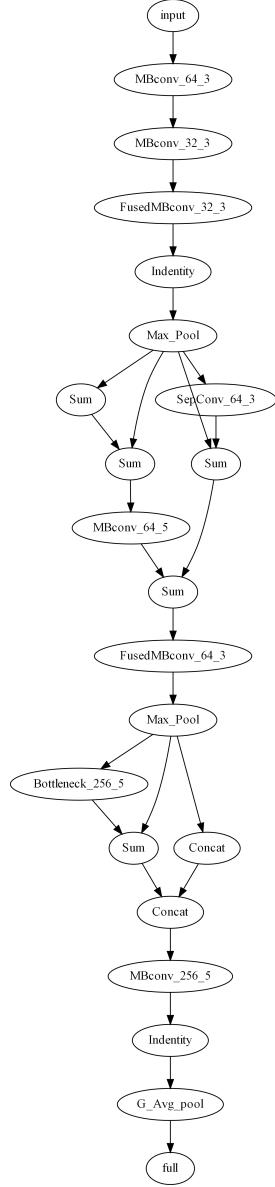 input
MBconv_64_3
MBconv_32_3
FusedMBconv_32_3
Indentity
Max_Pool
Sum
SepConv_64_3
Sum
Sum
MBconv_64_5
Sum
FusedMBconv_64_3
Max_Pool
Bottleneck_256_5
Sum
Concat
Concat
MBconv_256_5
Indentity
G_Avg_pool
full